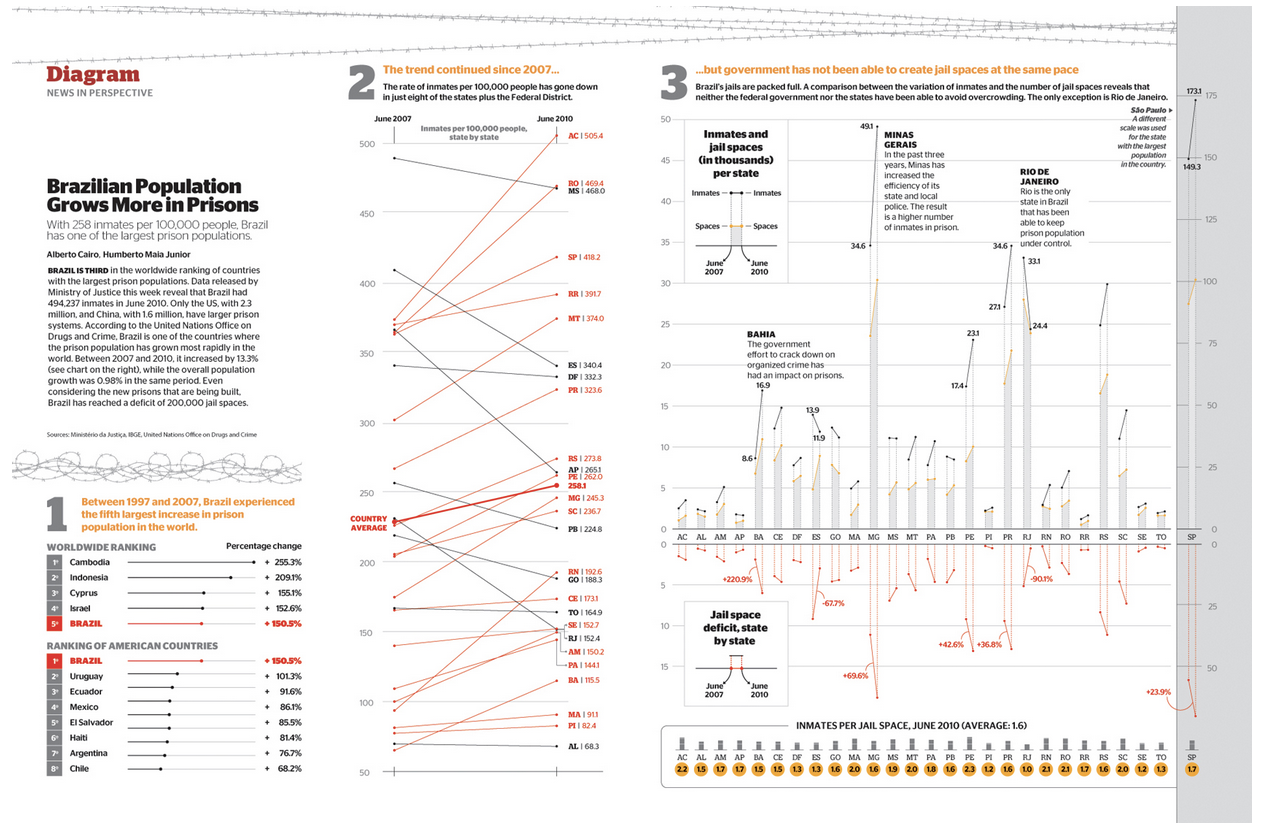 Diagram
NEWS IN PERSPECTIVE
Brazilian Population
Grows More in Prisons
With 258 inmates per 100,000 people, Brazil
has one of the largest prison populations.
Alberto Cairo, Humberto Maia Junior
BRAZIL IS THIRD in the worldwide ranking of countries
with the largest prison populations. Data released by
Ministry of Justice this week reveal that Brazil had
494,237 inmates in June 2010. Only the US, with 2.3
million, and China, with 1.6 million, have larger prison
systems. According to the United Nations Office on
Drugs and Crime, Brazil is one of the countries where
the prison population has grown most rapidly in the
world. Between 2007 and 2010, it increased by 13.3%
(see chart on the right), while the overall population
growth was 0.98% in the same period. Even
considering the new prisons that are being built,
Brazil has reached a deficit of 200,000 jail spaces.
Sources: Ministério da Justiça, IBGE, United Nations Office on Drugs and Crime
1
Between 1997 and 2007, Brazil experienced
the fifth largest increase in prison
population in the world.
WORLDWIDE RANKING Percentage change
1º Cambodia + 255.3%
2º Indonesia + 209.1%
3º Cyprus + 155.1%
4º Israel + 152.6%
5º BRAZIL + 150.5%
RANKING OF AMERICAN COUNTRIES
1º BRAZIL + 150.5%
2º Uruguay + 101.3%
3º Ecuador + 91.6%
4º Mexico + 86.1%
5º El Salvador + 85.5%
6º Haiti + 81.4%
7º Argentina + 76.7%
8º Chile + 68.2%
2
The trend continued since 2007...
The rate of inmates per 100,000 people has gone down
in just eight of the states plus the Federal District.
June 2007 June 2010
Inmates per 100,000 people,
state by state
500
450
400
350
300
250
200
150
100
50
COUNTRY
AVERAGE
AC | 505.4
RO | 469.4
MS | 468.0
SP | 418.2
RR | 391.7
MT | 374.0
ES | 340.4
DF | 332.3
PR | 323.6
RS | 273.8
AP | 265.1
PE | 262.0
258.1
MG | 245.3
SC | 236.7
PB | 224.8
RN | 192.6
GO | 188.3
CE | 173.1
TO | 164.9
SE | 152.7
RJ | 152.4
AM | 150.2
PA | 144.1
BA | 115.5
MA | 91.1
PI | 82.4
AL | 68.3
3
...but government has not been able to create jail spaces at the same pace
Brazil's jails are packed full. A comparison between the variation of inmates and the number of jail spaces reveals that
neither the federal government nor the states have been able to avoid overcrowding. The only exception is Rio de Janeiro.
São Paulo
A different
scale was used
for the state
with the largest
population
in the country.
50
45
40
35
30
25
20
15
10
5
0
Inmates and
jail spaces
(in thousands)
per state
Inmates Inmates
Spaces Spaces
June
2007
June
2010
MINAS
GERAIS
In the past three
years, Minas has
increased the
efficiency of its
state and local
police. The result
is a higher number
of inmates in prison.
RIO DE
JANEIRO
Rio is the only
state in Brazil
that has been
able to keep
prison population
under control.
BAHIA
The government
effort to crack down on
organized crime has
had an impact on prisons.
8.6
16.9
13.9
11.9
34.6
49.1
17.4
23.1
27.1
34.6
33.1
24.4
149.3
173.1
175
150
125
100
75
50
25
0
AC AL AM AP BA CE DF ES GO MA MG MS MT PA PB PE PI PR RJ RN RO RR RS SC SE TO SP
0
5
10
15
0
25
50
+220.9%
-67.7%
+69.6%
+42.6%
+36.8%
-90.1%
+23.9%
Jail space
deficit, state
by state
June
2007
June
2010
INMATES PER JAIL SPACE, JUNE 2010 (AVERAGE: 1.6)
AC AL AM AP BA CE DF ES GO MA MG MS MT PA PB PE PI PR RJ RN RO RR RS SC SE TO SP
2.2 1.5 1.7 1.7 1.5 1.5 1.3 1.3 1.6 2.0 1.6 1.9 2.0 1.8 1.6 2.3 1.2 1.6 1.0 2.1 2.1 1.7 1.6 2.0 1.2 1.3 1.7